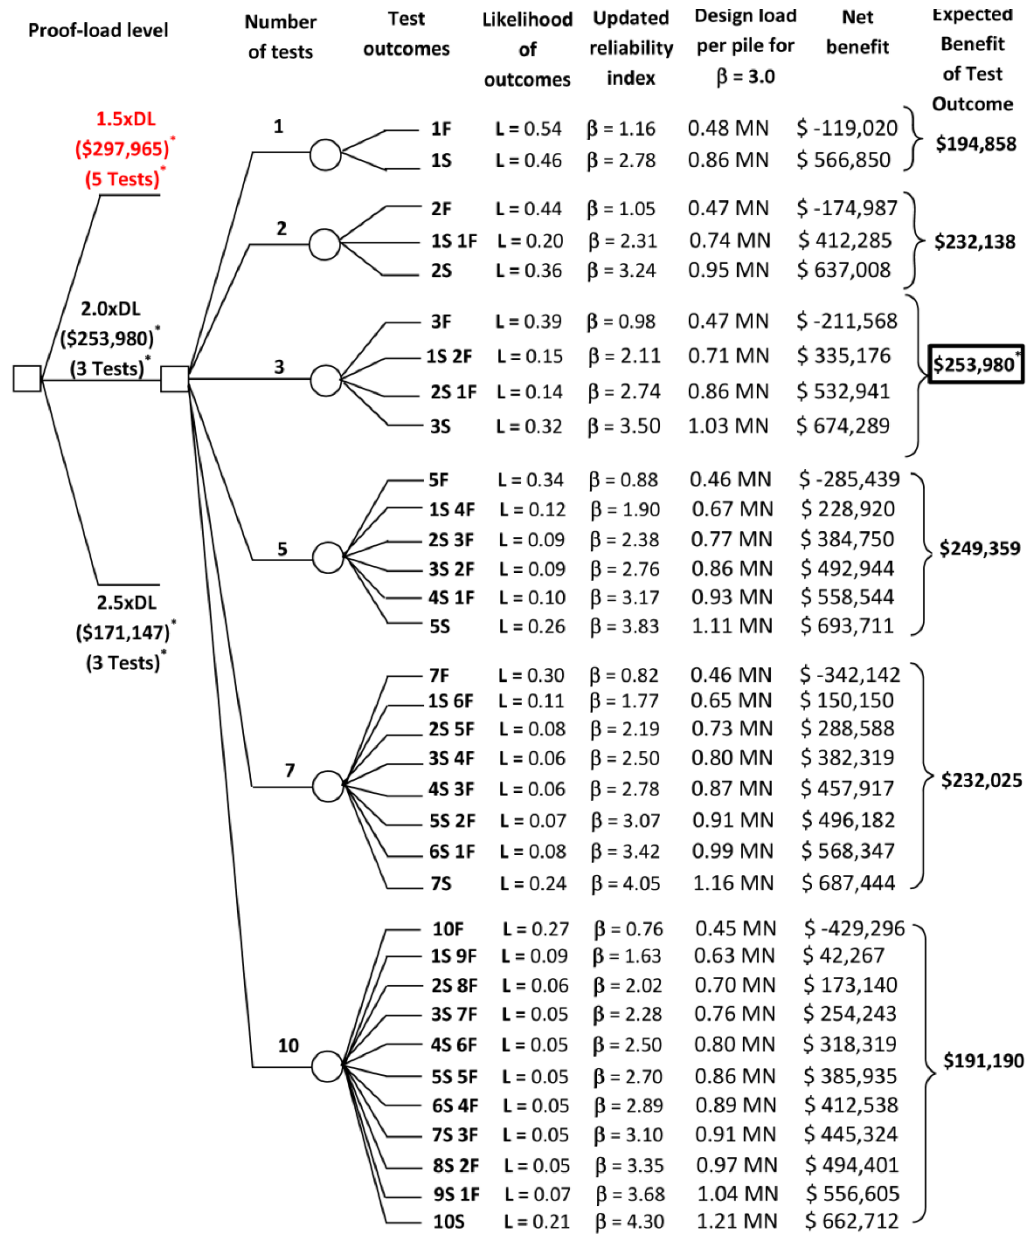 Proof-load level
Number
of tests
Test
outcomes
Likelihood
of
outcomes
Updated
reliability
index
Design load
per pile for
β = 3.0
Net
benefit
Expected
Benefit
of Test
Outcome
1.5xDL
($297,965)*
(5 Tests)*
2.0xDL
($253,980)*
(3 Tests)*
2.5xDL
($171,147)*
(3 Tests)*
1
1F L = 0.54 β = 1.16 0.48 MN $ -119,020
1S L = 0.46 β = 2.78 0.86 MN $ 566,850
$194,858
2
2F L = 0.44 β = 1.05 0.47 MN $ -174,987
1S 1F L = 0.20 β = 2.31 0.74 MN $ 412,285
2S L = 0.36 β = 3.24 0.95 MN $ 637,008
$232,138
3
3F L = 0.39 β = 0.98 0.47 MN $ -211,568
1S 2F L = 0.15 β = 2.11 0.71 MN $ 335,176
2S 1F L = 0.14 β = 2.74 0.86 MN $ 532,941
3S L = 0.32 β = 3.50 1.03 MN $ 674,289
$253,980*
5
5F L = 0.34 β = 0.88 0.46 MN $ -285,439
1S 4F L = 0.12 β = 1.90 0.67 MN $ 228,920
2S 3F L = 0.09 β = 2.38 0.77 MN $ 384,750
3S 2F L = 0.09 β = 2.76 0.86 MN $ 492,944
4S 1F L = 0.10 β = 3.17 0.93 MN $ 558,544
5S L = 0.26 β = 3.83 1.11 MN $ 693,711
$249,359
7
7F L = 0.30 β = 0.82 0.46 MN $ -342,142
1S 6F L = 0.11 β = 1.77 0.65 MN $ 150,150
2S 5F L = 0.08 β = 2.19 0.73 MN $ 288,588
3S 4F L = 0.06 β = 2.50 0.80 MN $ 382,319
4S 3F L = 0.06 β = 2.78 0.87 MN $ 457,917
5S 2F L = 0.07 β = 3.07 0.91 MN $ 496,182
6S 1F L = 0.08 β = 3.42 0.99 MN $ 568,347
7S L = 0.24 β = 4.05 1.16 MN $ 687,444
$232,025
10
10F L = 0.27 β = 0.76 0.45 MN $ -429,296
1S 9F L = 0.09 β = 1.63 0.63 MN $ 42,267
2S 8F L = 0.06 β = 2.02 0.70 MN $ 173,140
3S 7F L = 0.05 β = 2.28 0.76 MN $ 254,243
4S 6F L = 0.05 β = 2.50 0.80 MN $ 318,319
5S 5F L = 0.05 β = 2.70 0.86 MN $ 385,935
6S 4F L = 0.05 β = 2.89 0.89 MN $ 412,538
7S 3F L = 0.05 β = 3.10 0.91 MN $ 445,324
8S 2F L = 0.05 β = 3.35 0.97 MN $ 494,401
9S 1F L = 0.07 β = 3.68 1.04 MN $ 556,605
10S L = 0.21 β = 4.30 1.21 MN $ 662,712
$191,190